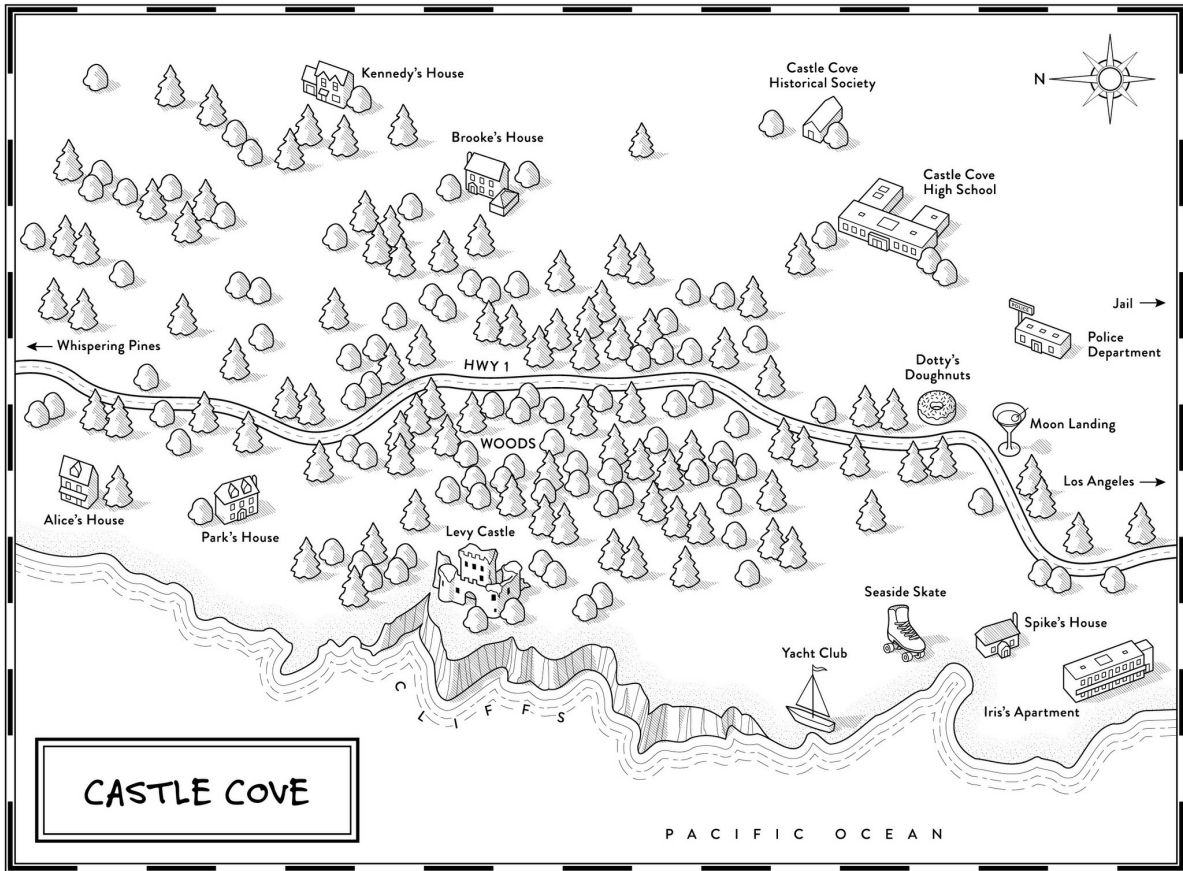 Kennedy's House
Castle Cove
Historical Society
N
Brooke's House
Castle Cove
High School
Jail
POLICE
Whispering Pines
Police
Department
HWY 1
Dotty's
Doughnuts
Moon Landing
WOODS
Los Angeles
Alice's House
Park's House
Levy Castle
Seaside Skate
Spike's House
Yacht Club
Iris's Apartment
CLIFFS
CASTLE COVE
PACIFIC OCEAN